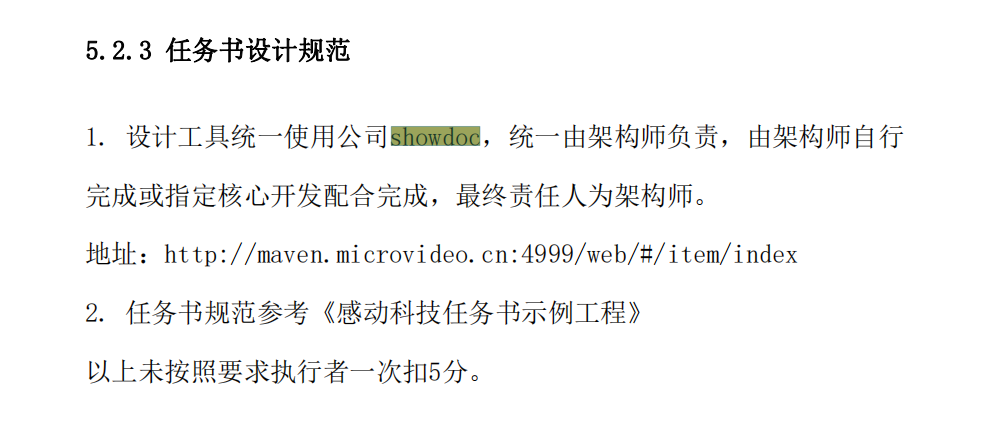 5.2.3 任务书设计规范
1. 设计工具统一使用公司showdoc，统一由架构师负责，由架构师自行
完成或指定核心开发配合完成，最终责任人为架构师。
地址：http://maven.microvideo.cn:4999/web/#/item/index
2. 任务书规范参考《感动科技任务书示例工程》
以上未按照要求执行者一次扣5分。